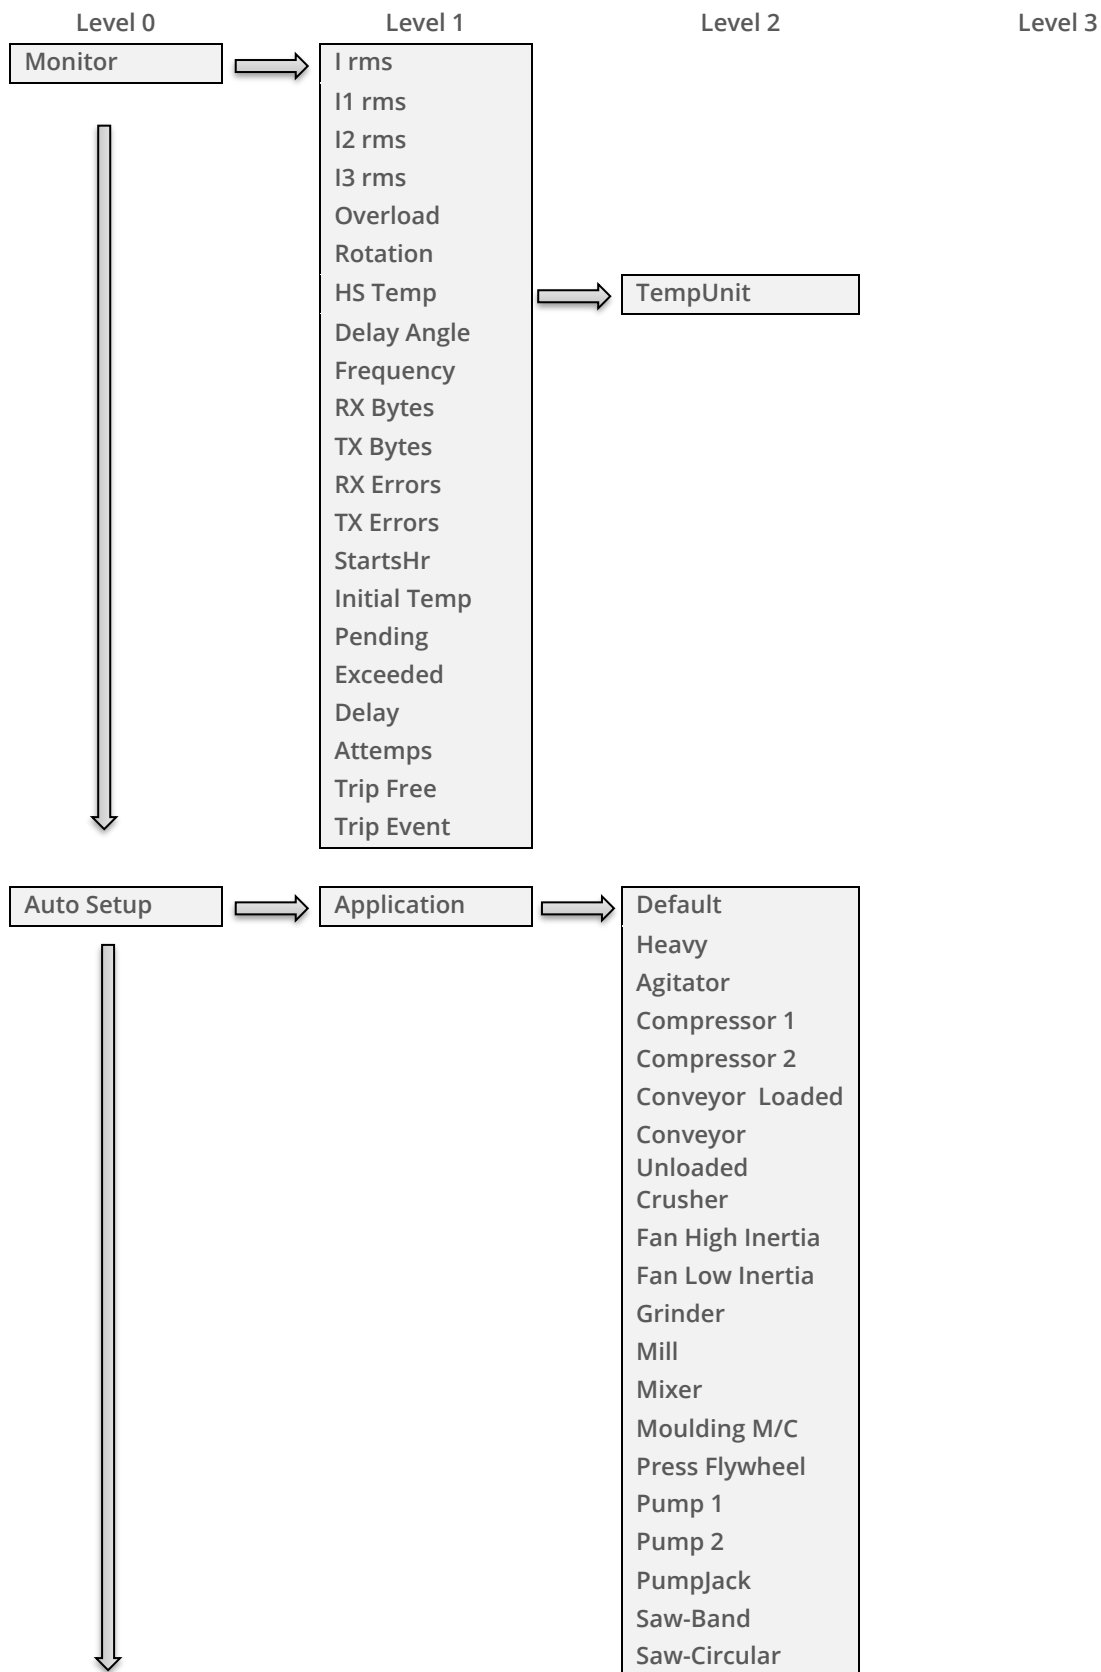 Level 0 Level 1 Level 2 Level 3
Monitor I rms
I1 rms
I2 rms
I3 rms
Overload
Rotation
HS Temp TempUnit
Delay Angle
Frequency
RX Bytes
TX Bytes
RX Errors
TX Errors
StartsHr
Initial Temp
Pending
Exceeded
Delay
Attemps
Trip Free
Trip Event
Auto Setup Application Default
Heavy
Agitator
Compressor 1
Compressor 2
Conveyor Loaded
Conveyor
Unloaded
Crusher
Fan High Inertia
Fan Low Inertia
Grinder
Mill
Mixer
Moulding M/C
Press Flywheel
Pump 1
Pump 2
PumpJack
Saw-Band
Saw-Circular